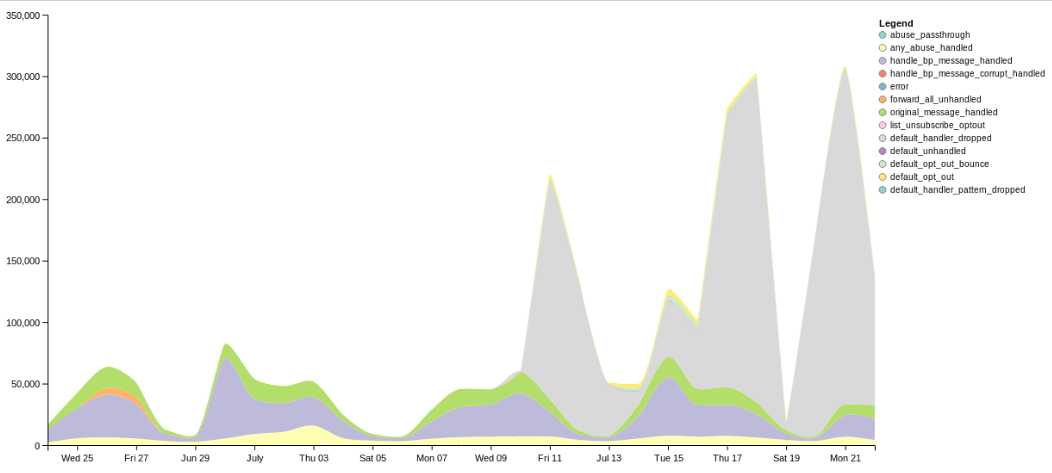 350,000
300,000
250,000
200,000
150,000
100,000
50,000
0
Wed 25 Fri 27 Jun 29 July Thu 03 Sat 05 Mon 07 Wed 09 Fri 11 Jul 13 Tue 15 Thu 17 Sat 19 Mon 21
Legend
abuse_passthrough
any_abuse_handled
handle_bp_message_handled
handle_bp_message_corrupt_handled
error
forward_all_unhandled
original_message_handled
list_unsubscribe_optout
default_handler_dropped
default_unhandled
default_opt_out_bounce
default_opt_out
default_handler_pattern_dropped